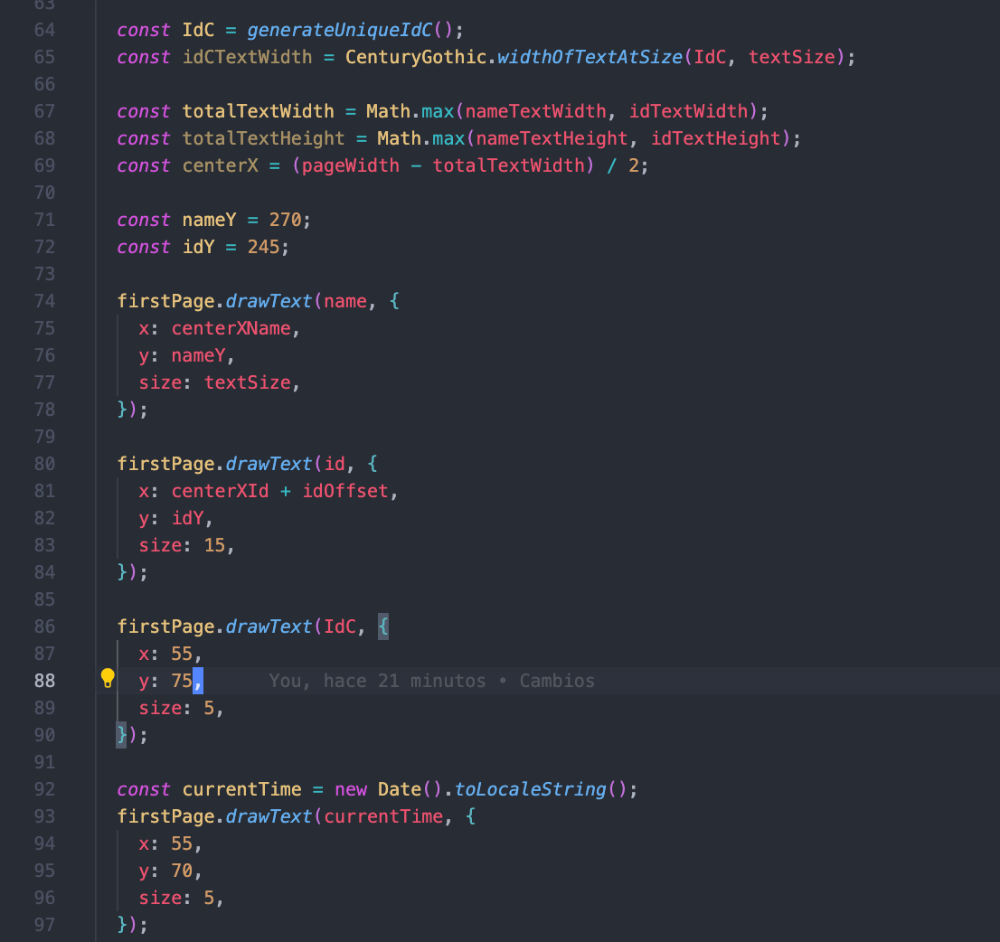 63
64 const IdC = generateUniqueIdC();
65 const idCTextWidth = CenturyGothic.widthOfTextAtSize(IdC, textSize);
66
67 const totalTextWidth = Math.max(nameTextWidth, idTextWidth);
68 const totalTextHeight = Math.max(nameTextHeight, idTextHeight);
69 const centerX = (pageWidth - totalTextWidth) / 2;
70
71 const nameY = 270;
72 const idY = 245;
73
74 firstPage.drawText(name, {
75 x: centerXName,
76 y: nameY,
77 size: textSize,
78 });
79
80 firstPage.drawText(id, {
81 x: centerXId + idOffset,
82 y: idY,
83 size: 15,
84 });
85
86 firstPage.drawText(IdC, {
87 x: 55,
88 y: 75, You, hace 21 minutos • Cambios
89 size: 5,
90 });
91
92 const currentTime = new Date().toLocaleString();
93 firstPage.drawText(currentTime, {
94 x: 55,
95 y: 70,
96 size: 5,
97 });